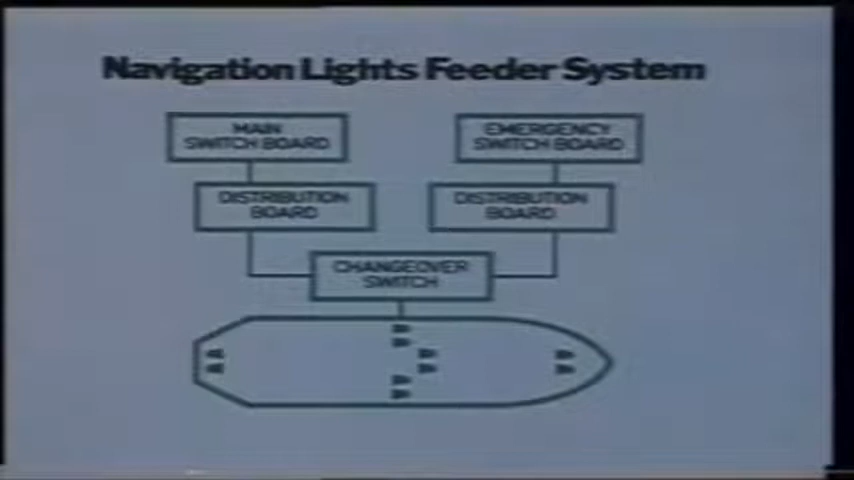 Navigation Lights Feeder System
MAIN
SWITCH BOARD
EMERGENCY
SWITCH BOARD
DISTRIBUTION
BOARD
DISTRIBUTION
BOARD
CHANGEOVER
SWITCH